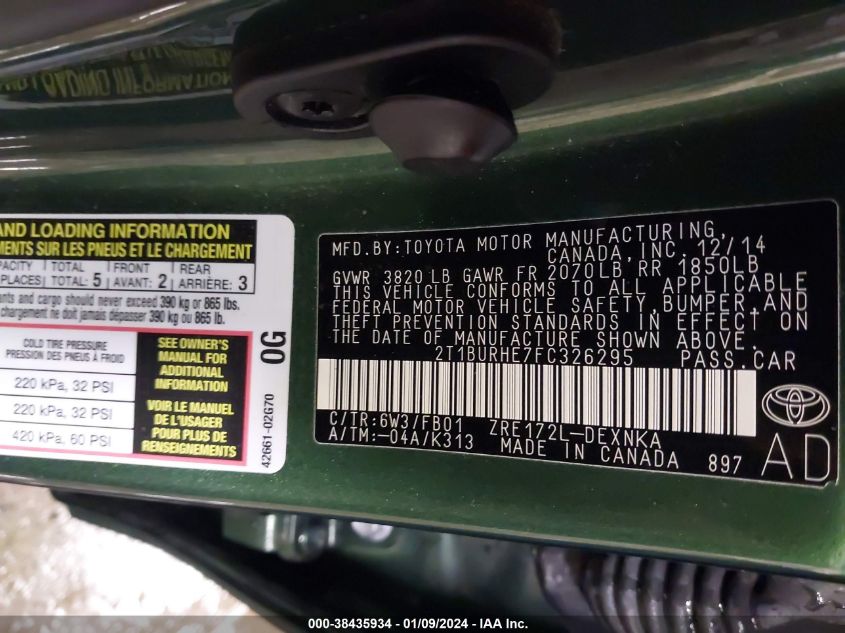 AND LOADING INFORMATION
EMENTS SUR LES PNEUS ET LE CHARGEMENT
PACITY TOTAL 5 FRONT 2 REAR 3
PLACES TOTAL AVANT: ARRIÈRE:
ants and cargo should never exceed 390 kg or 865 lbs.
chargement ne doit jamais dépasser 390 kg ou 865 lb.
COLD TIRE PRESSURE
PRESSION DES PNEUS À FROID
220 kPa, 32 PSI
220 kPa, 32 PSI
420 kPa, 60 PSI
SEE OWNER'S
MANUAL FOR
ADDITIONAL
INFORMATION
VOIR LE MANUEL
DE L'USAGER
POUR PLUS DE
RENSEIGNEMENTS
0G
42661-02G70
MFD.BY:TOYOTA MOTOR MANUFACTURING,
CANADA,INC.12/14
GVWR 3820 LB GAWR FR 2070LB RR 1850LB
THIS VEHICLE CONFORMS TO ALL APPLICABLE
FEDERAL MOTOR VEHICLE SAFETY,BUMPER,AND
THEFT PREVENTION STANDARDS IN EFFECT ON
THE DATE OF MANUFACTURE SHOWN ABOVE.
2T1BURHE7FC326295 PASS.CAR
C/TR:6W3/FB01 ZRE172L-DEXNKA
A/TM:-04A/K313 MADE IN CANADA 897
AD
000-38435934 - 01/09/2024 - IAA Inc.